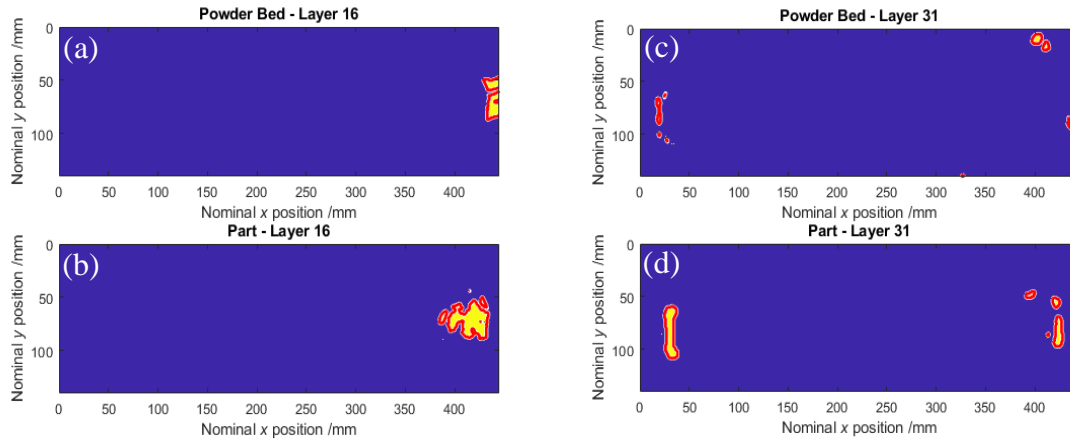 Powder Bed - Layer 16
(a)
0
50
100
Nominal y position /mm
0 50 100 150 200 250 300 350 400
Nominal x position /mm
Part - Layer 16
(b)
0
50
100
Nominal y position /mm
0 50 100 150 200 250 300 350 400
Nominal x position /mm
Powder Bed - Layer 31
(c)
0
50
100
Nominal y position /mm
0 50 100 150 200 250 300 350 400
Nominal x position /mm
Part - Layer 31
(d)
0
50
100
Nominal y position /mm
0 50 100 150 200 250 300 350 400
Nominal x position /mm